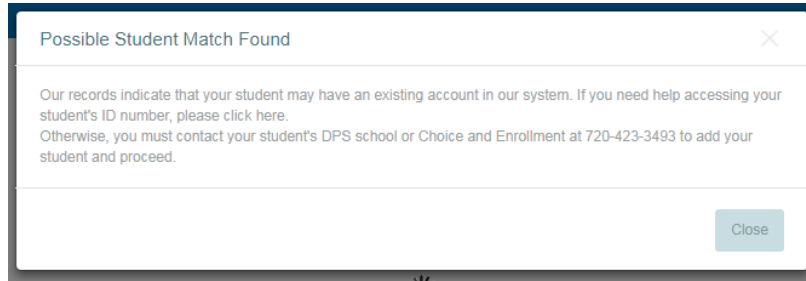 Possible Student Match Found
Our records indicate that your student may have an existing account in our system. If you need help accessing your
student's ID number, please click here.
Otherwise, you must contact your student's DPS school or Choice and Enrollment at 720-423-3493 to add your
student and proceed.
Close